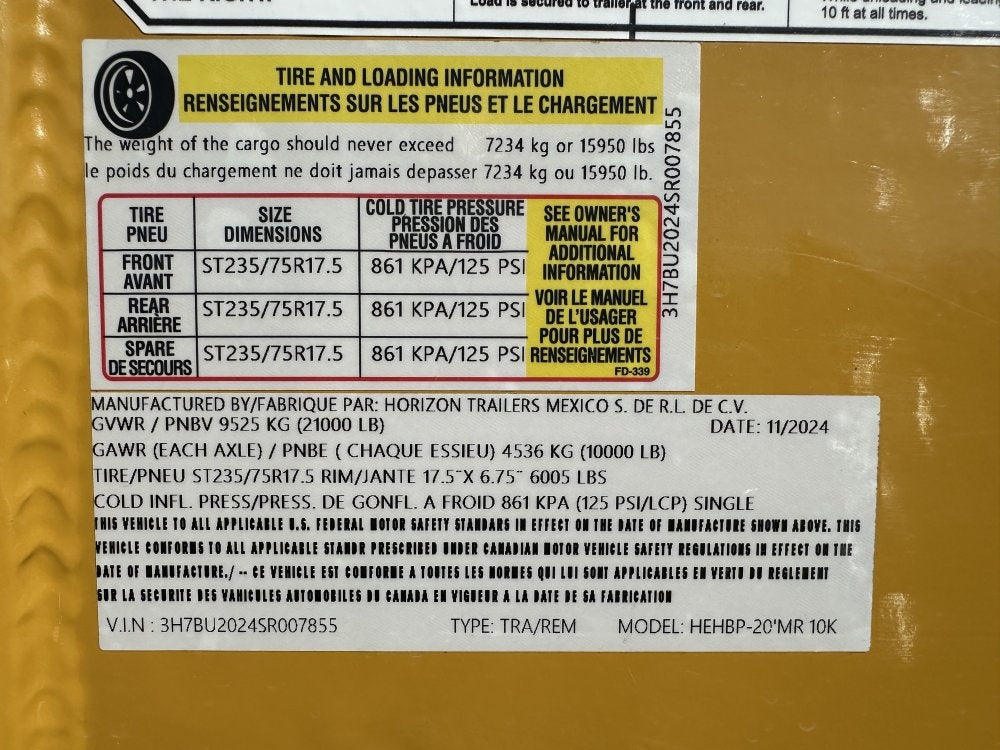 Load is secured to trailer at the front and rear.
10 ft at all times.
TIRE AND LOADING INFORMATION
RENSEIGNEMENTS SUR LES PNEUS ET LE CHARGEMENT
The weight of the cargo should never exceed 7234 kg or 15950 lbs
le poids du chargement ne doit jamais depasser 7234 kg ou 15950 lb.
3H7BU2024SR007855
TIRE PNEU SIZE DIMENSIONS COLD TIRE PRESSURE PRESSION DES PNEUS A FROID
FRONT AVANT ST235/75R17.5 861 KPA/125 PSI
REAR ARRIÈRE ST235/75R17.5 861 KPA/125 PSI
SPARE DE SECOURS ST235/75R17.5 861 KPA/125 PSI
SEE OWNER'S
MANUAL FOR
ADDITIONAL
INFORMATION
VOIR LE MANUEL
DE L'USAGER
POUR PLUS DE
RENSEIGNEMENTS
FD-339
MANUFACTURED BY/FABRIQUE PAR: HORIZON TRAILERS MEXICO S. DE R.L. DE C.V.
GVWR / PNBV 9525 KG (21000 LB) DATE: 11/2024
GAWR (EACH AXLE) / PNBE ( CHAQUE ESSIEU) 4536 KG (10000 LB)
TIRE/PNEU ST235/75R17.5 RIM/JANTE 17.5¨X 6.75¨ 6005 LBS
COLD INFL. PRESS/PRESS. DE GONFL. A FROID 861 KPA (125 PSI/LCP) SINGLE
THIS VEHICLE TO ALL APPLICABLE U.S. FEDERAL MOTOR SAFETY STANDARS IN EFFECT ON THE DATE OF MANUFACTURE SHOWN ABOVE. THIS
VEHICLE CONFORMS TO ALL APPLICABLE STANDR PRESCRIBED UNDER CANADIAN MOTOR VEHICLE SAFETY REGULATIONS IN EFFECT ON THE
DATE OF MANUFACTURE./ -- CE VEHICLE EST CONFORME A TOUTES LES NORMES QUI LUI SONT APPLICABLES EN VERTU DU REGLEMENT
SUR LA SECURITE DES VAHICULES AUTOMOBILES DU CANADA EN VIGUEUR A LA DATE DE SA FABRICATION
V.I.N : 3H7BU2024SR007855 TYPE: TRA/REM MODEL: HEHBP-20'MR 10K